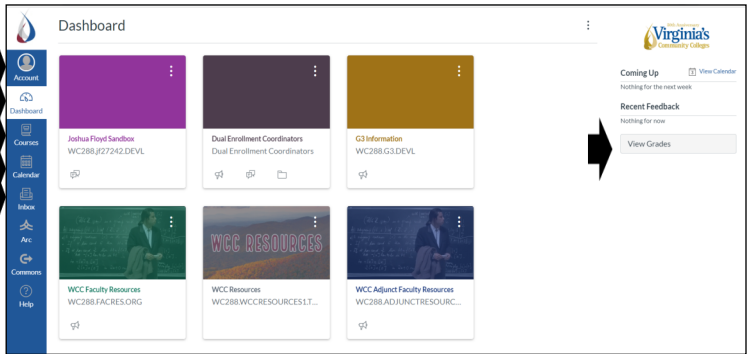 Dashboard
Account
Dashboard
Courses
Calendar
Inbox
Arc
Commons
Help
Joshua Floyd Sandbox
WC288.jf27242.DEVL
Dual Enrollment Coordinators
Dual Enrollment Coordinators
G3 Information
WC288.G3.DEVL
WCC Faculty Resources
WC288.FACRES.ORG
WCC RESOURCES
WCC Resources
WC288.WCCRESOURCES1.T...
WCC Adjunct Faculty Resources
WC288.ADJUNCTRESOURC...
Virginia's
Community Colleges
Coming Up
View Calendar
Nothing for the next week
Recent Feedback
Nothing for now
View Grades